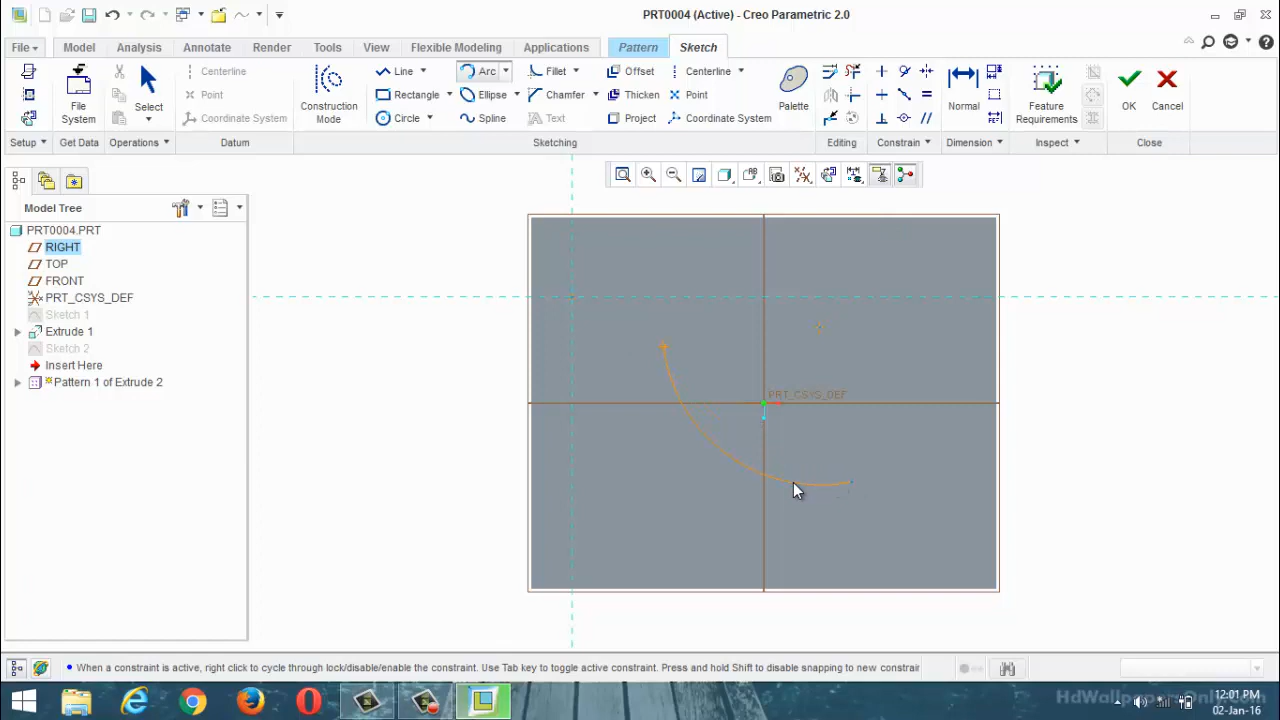 PRT0004 (Active) - Creo Parametric 2.0
File Model Analysis Annotate Render Tools View Flexible Modeling Applications Pattern Sketch
Centerline Line Arc Fillet Offset Centerline
Point Rectangle Ellipse Chamfer Thicken Point
File System Select Coordinate System Construction Mode Circle Spline Text Project Coordinate System Palette Normal Feature Requirements OK Cancel
Setup Get Data Operations Datum Sketching Editing Constrain Dimension Inspect Close
Model Tree
PRT0004.PRT
RIGHT
TOP
FRONT
PRT_CSYS_DEF
Sketch 1
Extrude 1
Sketch 2
Insert Here
Pattern 1 of Extrude 2
PRT_CSYS_DEF
When a constraint is active, right click to cycle through lock/disable/enable the constraint. Use Tab key to toggle active constraint. Press and hold Shift to disable snapping to new constrain
HdWallpapersOnly.com
12:01 PM
02-Jan-16